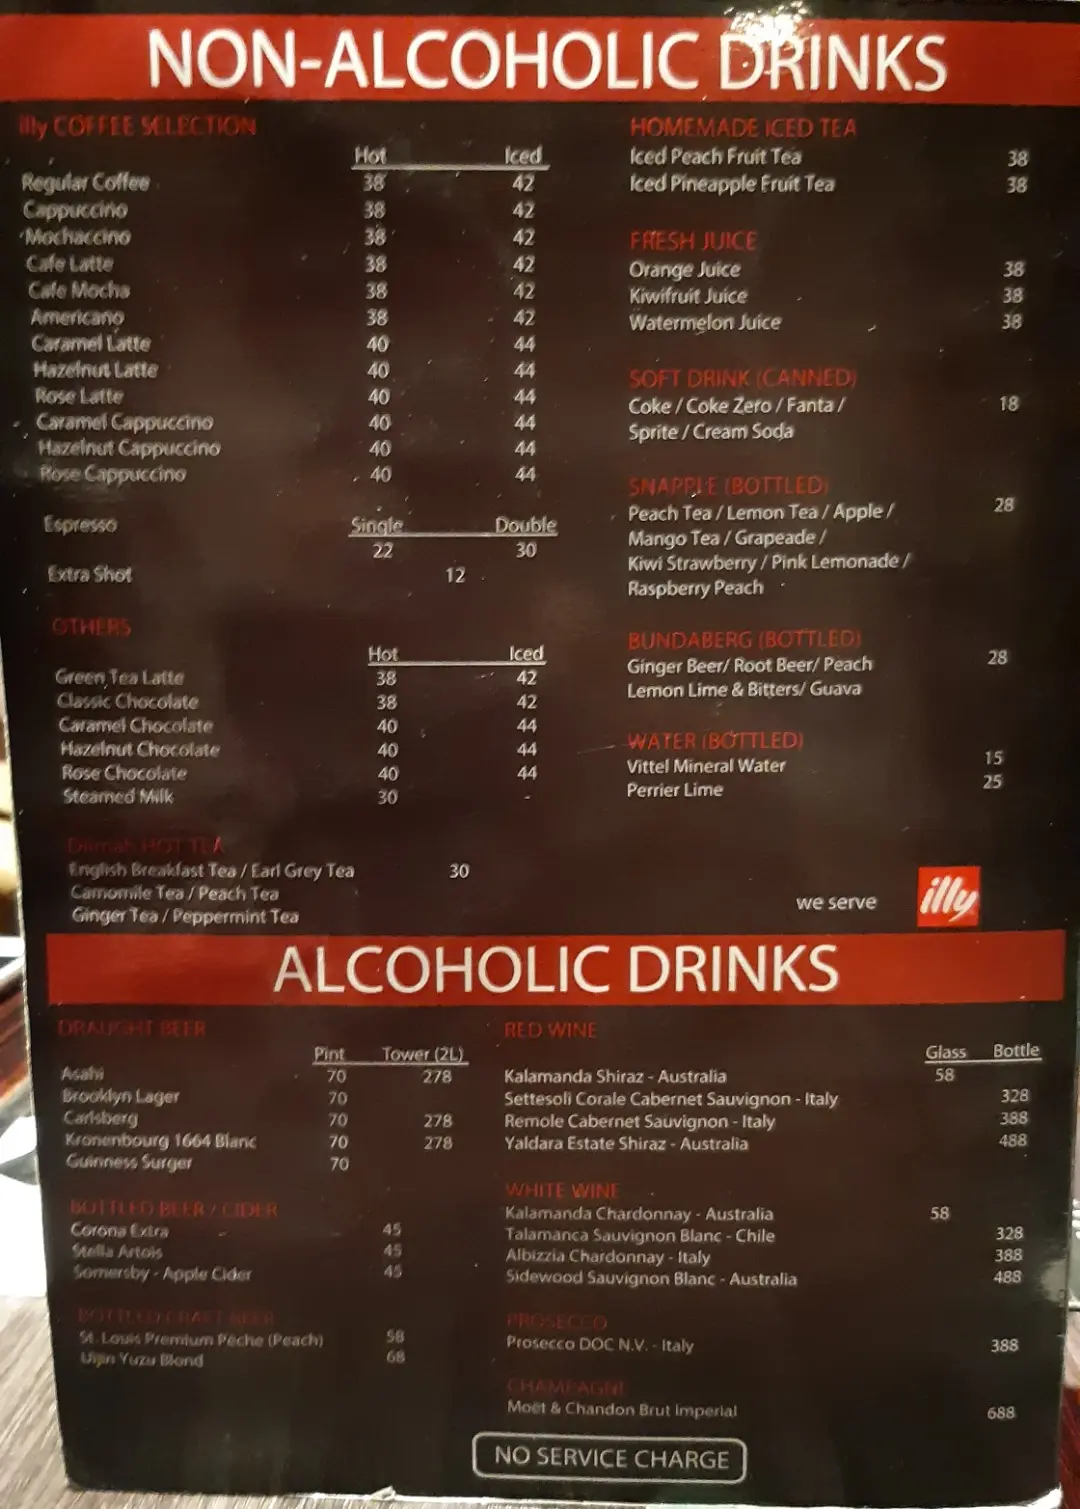 NON-ALCOHOLIC DRINKS
illy COFFEE SELECTION
Hot Iced
Regular Coffee 38 42
Cappuccino 38 42
Mochaccino 38 42
Cafe Latte 38 42
Cafe Mocha 38 42
Americano 38 42
Caramel Latte 40 44
Hazelnut Latte 40 44
Rose Latte 40 44
Caramel Cappuccino 40 44
Hazelnut Cappuccino 40 44
Rose Cappuccino 40 44
Espresso Single Double
22 30
Extra Shot 12
OTHERS
Hot Iced
Green Tea Latte 38 42
Classic Chocolate 38 42
Caramel Chocolate 40 44
Hazelnut Chocolate 40 44
Rose Chocolate 40 44
Steamed Milk 30 -
Dilmah HOT TEA
English Breakfast Tea / Earl Grey Tea 30
Camomile Tea / Peach Tea
Ginger Tea / Peppermint Tea
HOMEMADE ICED TEA
Iced Peach Fruit Tea 38
Iced Pineapple Fruit Tea 38
FRESH JUICE
Orange Juice 38
Kiwifruit Juice 38
Watermelon Juice 38
SOFT DRINK (CANNED)
Coke / Coke Zero / Fanta / 18
Sprite / Cream Soda
SNAPPLE (BOTTLED)
Peach Tea / Lemon Tea / Apple / 28
Mango Tea / Grapeade /
Kiwi Strawberry / Pink Lemonade /
Raspberry Peach
BUNDABERG (BOTTLED)
Ginger Beer/ Root Beer/ Peach 28
Lemon Lime & Bitters/ Guava
WATER (BOTTLED)
Vittel Mineral Water 15
Perrier Lime 25
we serve illy
ALCOHOLIC DRINKS
DRAUGHT BEER
Pint Tower (2L)
Asahi 70 278
Brooklyn Lager 70
Carlsberg 70 278
Kronenbourg 1664 Blanc 70 278
Guinness Surger 70
BOTTLED BEER / CIDER
Corona Extra 45
Stella Artois 45
Somersby - Apple Cider 45
BOTTLED CRAFT BEER
St. Louis Premium Pêche (Peach) 58
Uijin Yuzu Blond 68
RED WINE
Glass Bottle
Kalamanda Shiraz - Australia 58
Settesoli Corale Cabernet Sauvignon - Italy 328
Remole Cabernet Sauvignon - Italy 388
Yaldara Estate Shiraz - Australia 488
WHITE WINE
Kalamanda Chardonnay - Australia 58
Talamanca Sauvignon Blanc - Chile 328
Albizzia Chardonnay - Italy 388
Sidewood Sauvignon Blanc - Australia 488
PROSECCO
Prosecco DOC N.V. - Italy 388
CHAMPAGNE
Moët & Chandon Brut Imperial 688
NO SERVICE CHARGE